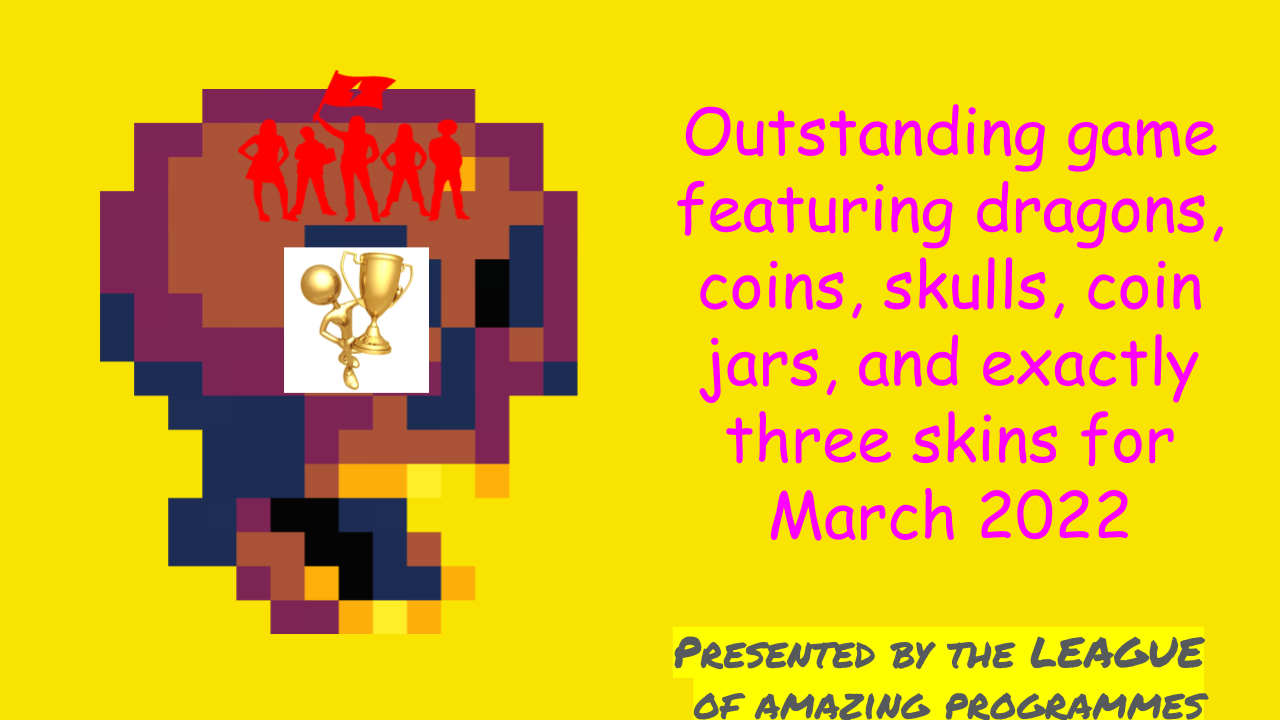 Outstanding game
featuring dragons,
coins, skulls, coin
jars, and exactly
three skins for
March 2022
Presented by the LEAGUE
of amazing programmes